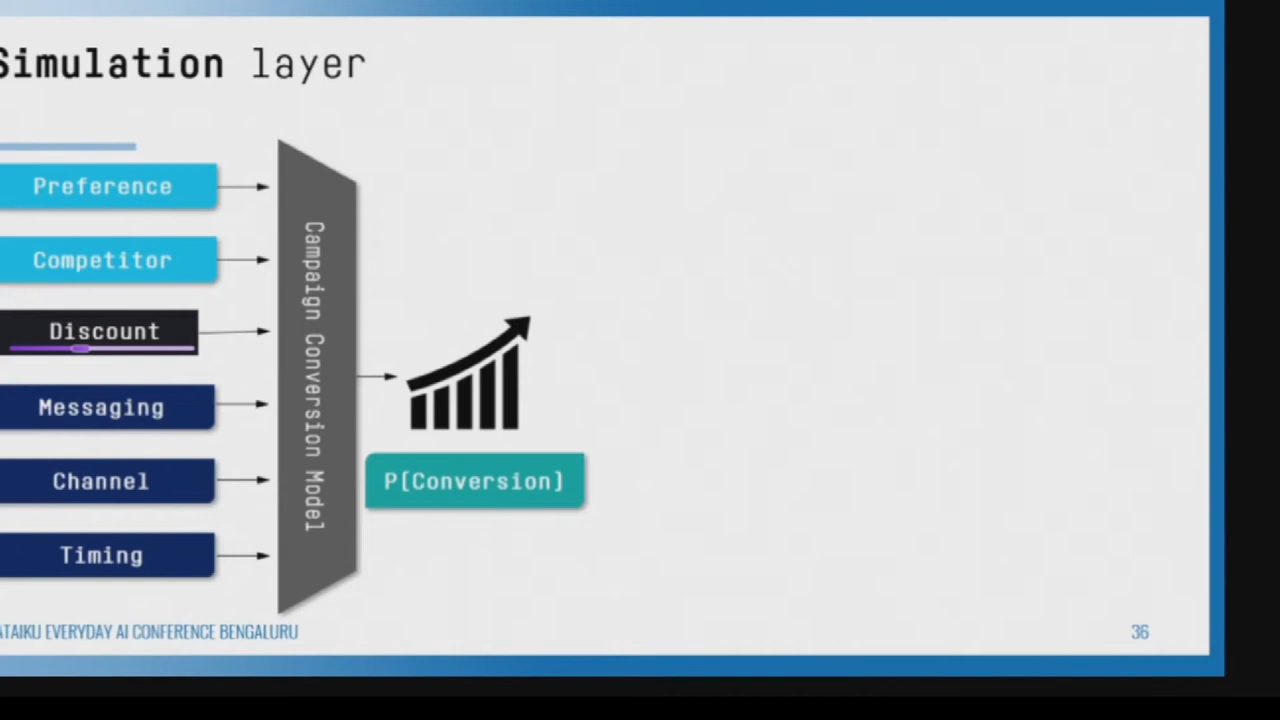 Simulation layer
Preference
Competitor
Discount
Messaging
Channel
Timing
Campaign Conversion Model
P(Conversion)
ATAIKU EVERYDAY AI CONFERENCE BENGALURU
36